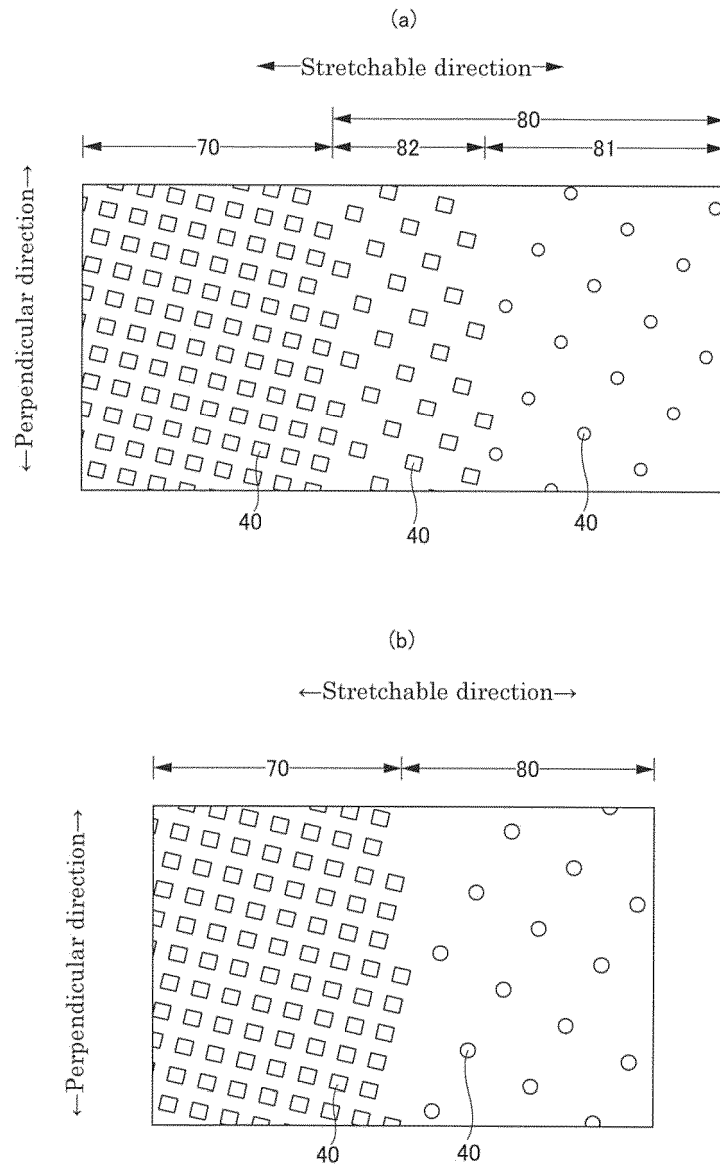 (a)
←Stretchable direction→
80
70 82 81
←Perpendicular direction→
40 40 40
(b)
←Stretchable direction→
70 80
←Perpendicular direction→
40 40